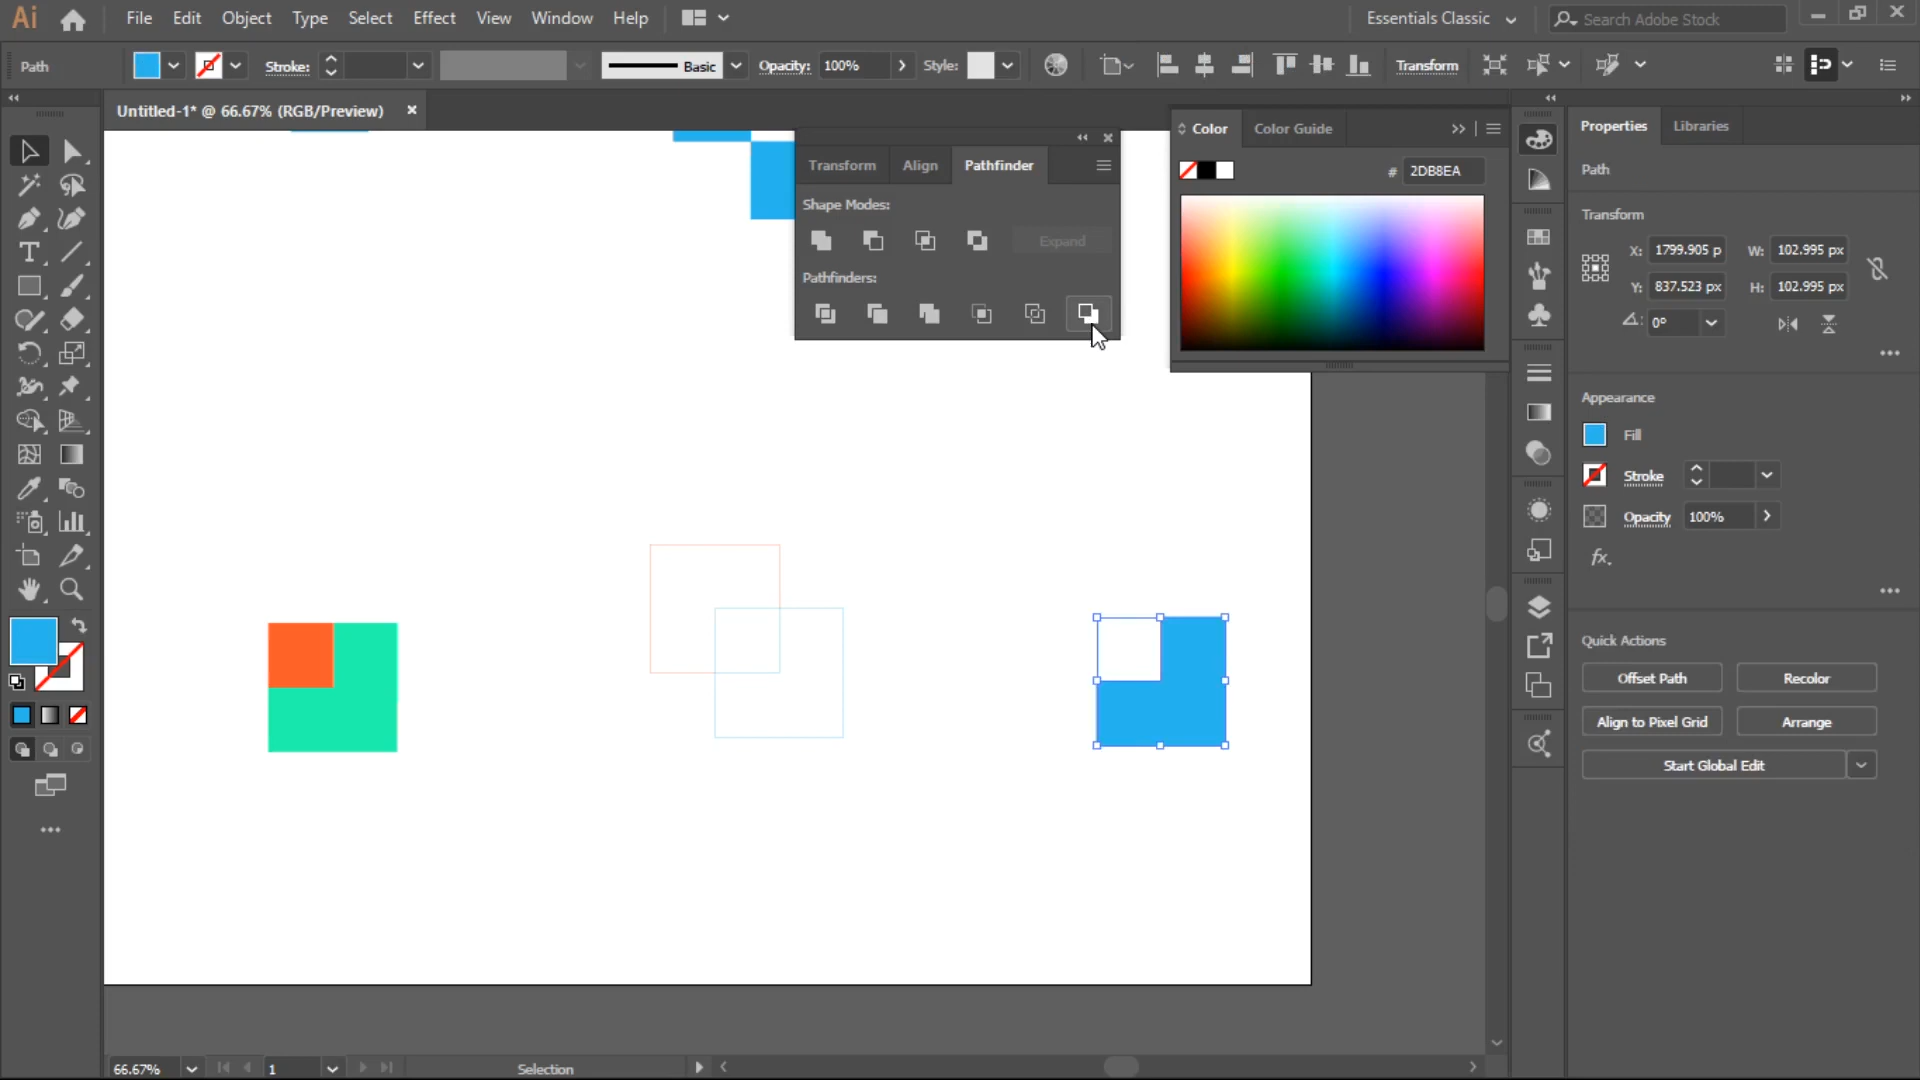 Ai File Edit Object Type Select Effect View Window Help Essentials Classic Search Adobe Stock
Path Stroke: Basic Opacity: 100% Style: Transform
Untitled-1* @ 66.67% (RGB/Preview)
Transform Align Pathfinder
Shape Modes:
Expand
Pathfinders:
Color Color Guide
# 2DB8EA
Properties Libraries
Path
Transform
X: 1799.905 p W: 102.995 px
Y: 837.523 px H: 102.995 px
0°
Appearance
Fill
Stroke
Opacity 100%
fx.
Quick Actions
Offset Path Recolor
Align to Pixel Grid Arrange
Start Global Edit
66.67% 1 Selection